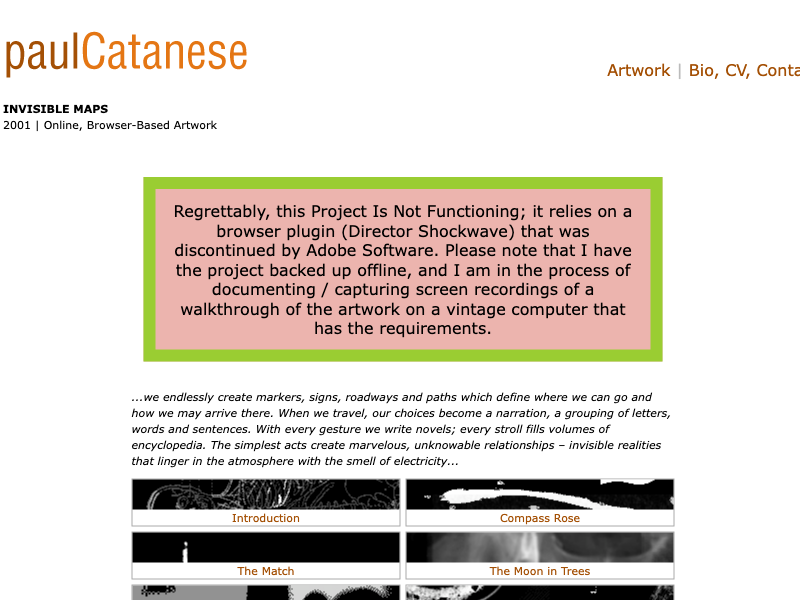 paulCatanese
Artwork | Bio, CV, Conta
INVISIBLE MAPS
2001 | Online, Browser-Based Artwork
Regrettably, this Project Is Not Functioning; it relies on a
browser plugin (Director Shockwave) that was
discontinued by Adobe Software. Please note that I have
the project backed up offline, and I am in the process of
documenting / capturing screen recordings of a
walkthrough of the artwork on a vintage computer that
has the requirements.
...we endlessly create markers, signs, roadways and paths which define where we can go and
how we may arrive there. When we travel, our choices become a narration, a grouping of letters,
words and sentences. With every gesture we write novels; every stroll fills volumes of
encyclopedia. The simplest acts create marvelous, unknowable relationships – invisible realities
that linger in the atmosphere with the smell of electricity...
Introduction
Compass Rose
The Match
The Moon in Trees